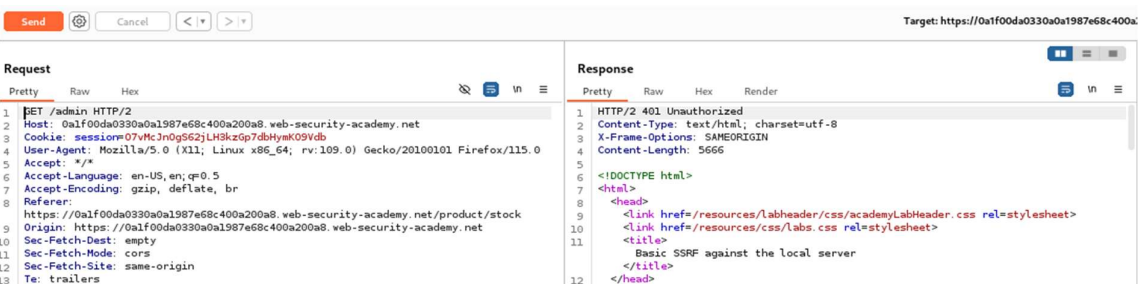 Send
Cancel
< | ▼
> | ▼
Target: https://0a1f00da0330a0a1987e68c400a
Request
Pretty
Raw
Hex
\n
1 GET /admin HTTP/2
2 Host: 0a1f00da0330a0a1987e68c400a200a8.web-security-academy.net
3 Cookie: session=O7vMcJnOgS62jLH3kzGp7dbHymKO9Vdb
4 User-Agent: Mozilla/5.0 (X11; Linux x86_64; rv:109.0) Gecko/20100101 Firefox/115.0
5 Accept: */*
6 Accept-Language: en-US,en;q=0.5
7 Accept-Encoding: gzip, deflate, br
8 Referer:
https://0a1f00da0330a0a1987e68c400a200a8.web-security-academy.net/product/stock
9 Origin: https://0a1f00da0330a0a1987e68c400a200a8.web-security-academy.net
10 Sec-Fetch-Dest: empty
11 Sec-Fetch-Mode: cors
12 Sec-Fetch-Site: same-origin
13 Te: trailers
Response
Pretty
Raw
Hex
Render
\n
1 HTTP/2 401 Unauthorized
2 Content-Type: text/html; charset=utf-8
3 X-Frame-Options: SAMEORIGIN
4 Content-Length: 5666
5
6 <!DOCTYPE html>
7 <html>
8 <head>
9 <link href=/resources/labheader/css/academyLabHeader.css rel=stylesheet>
10 <link href=/resources/css/labs.css rel=stylesheet>
11 <title>
Basic SSRF against the local server
</title>
12 </head>